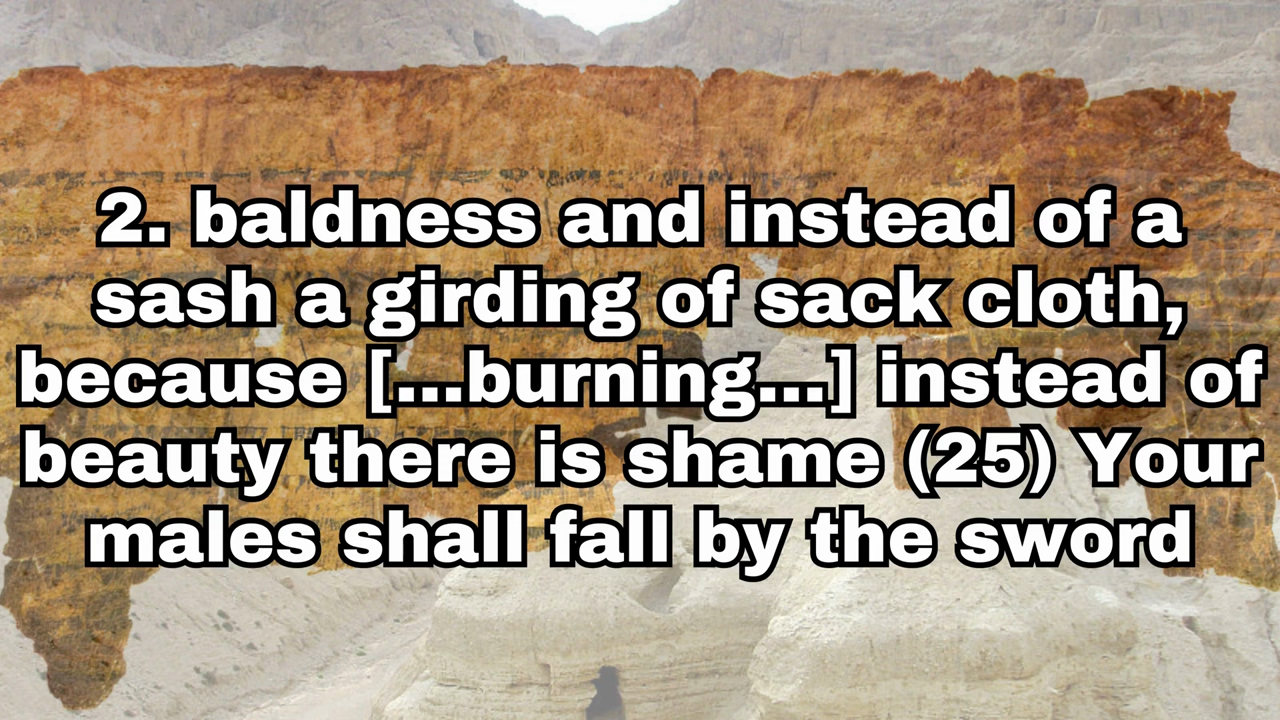 2. baldness and instead of a
sash a girding of sack cloth,
because [...burning...] instead of
beauty there is shame (25) Your
males shall fall by the sword